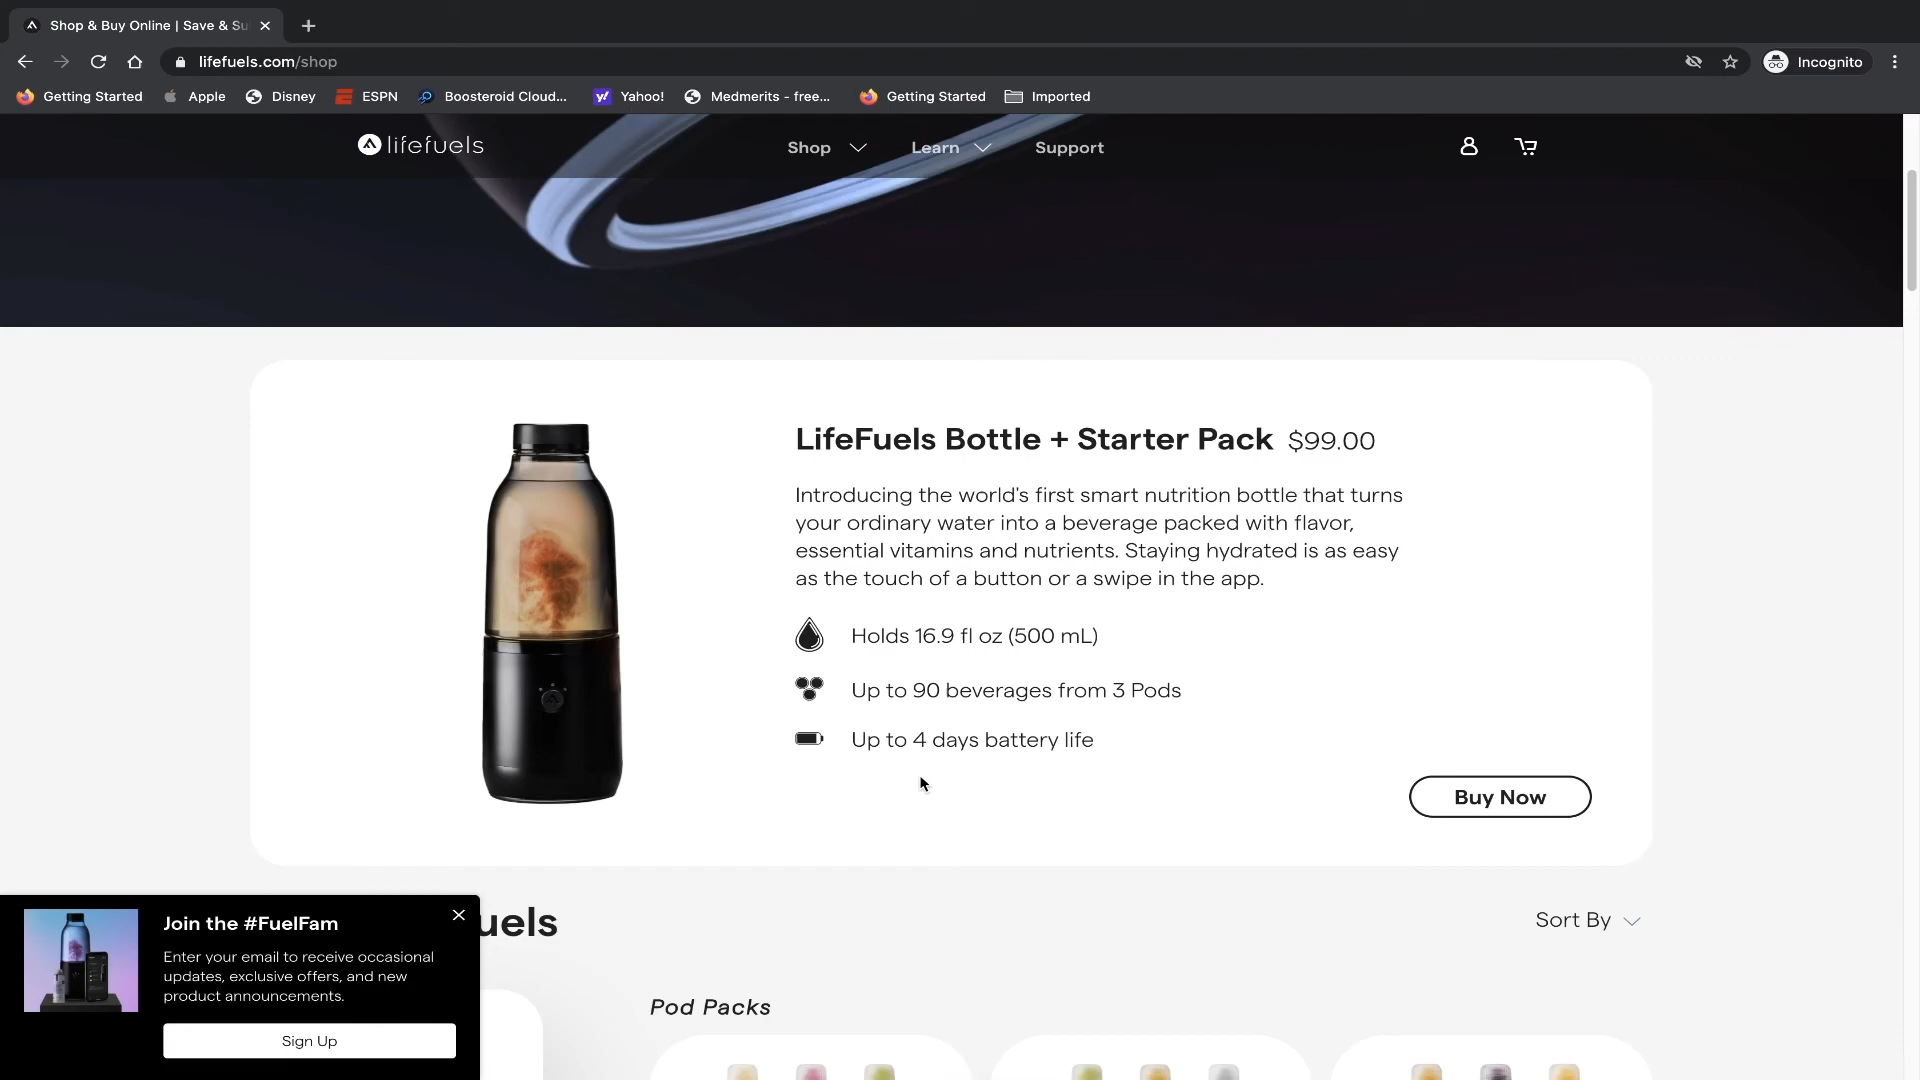 Shop & Buy Online | Save & Su
lifefuels.com/shop
Incognito
Getting Started
Apple
Disney
ESPN
Boosteroid Cloud...
Yahoo!
Medmerits - free...
Getting Started
Imported
lifefuels
Shop
Learn
Support
LifeFuels Bottle + Starter Pack $99.00
Introducing the world's first smart nutrition bottle that turns
your ordinary water into a beverage packed with flavor,
essential vitamins and nutrients. Staying hydrated is as easy
as the touch of a button or a swipe in the app.
Holds 16.9 fl oz (500 mL)
Up to 90 beverages from 3 Pods
Up to 4 days battery life
Buy Now
uels
Sort By
Join the #FuelFam
Enter your email to receive occasional
updates, exclusive offers, and new
product announcements.
Sign Up
Pod Packs